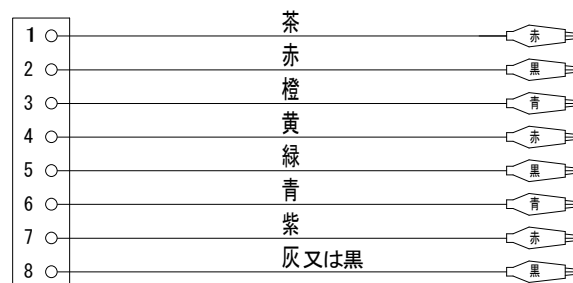 1 茶 赤
2 赤 黒
3 橙 青
4 黄 赤
5 緑 黒
6 青 青
7 紫 赤
8 灰又は黒 黒